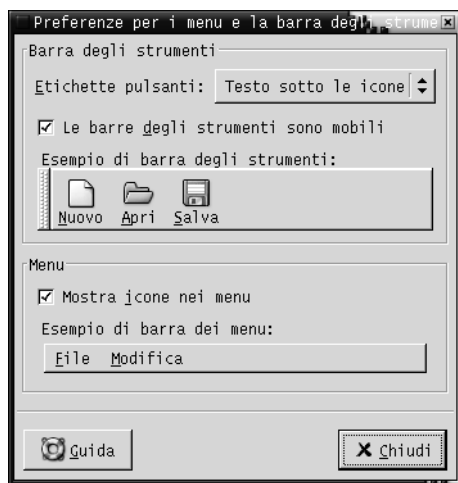 Preferenze per i menu e la barra degli strume
Barra degli strumenti
Etichette pulsanti: Testo sotto le icone
Le barre degli strumenti sono mobili
Esempio di barra degli strumenti:
Nuovo Apri Salva
Menu
Mostra icone nei menu
Esempio di barra dei menu:
File Modifica
Guida Chiudi